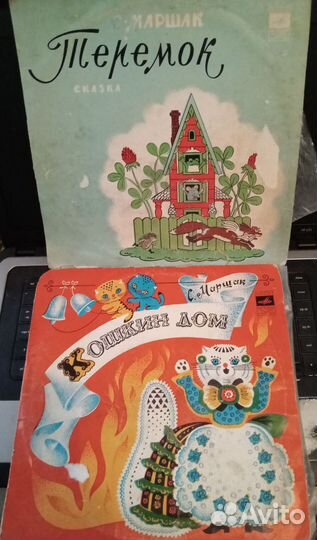 С. МАРШАК
Теремок
СКАЗКА
С. Маршак
КОШКИН ДОМ
Avito